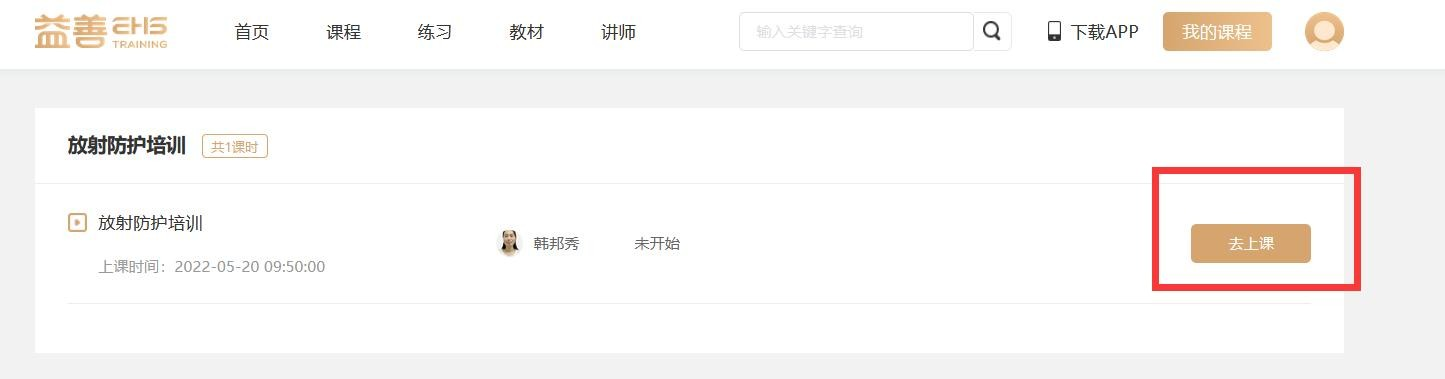 益善 EHS TRAINING 首页 课程 练习 教材 讲师 输入关键字查询 下载APP 我的课程
放射防护培训 共1课时
放射防护培训
韩邦秀 未开始 去上课
上课时间：2022-05-20 09:50:00